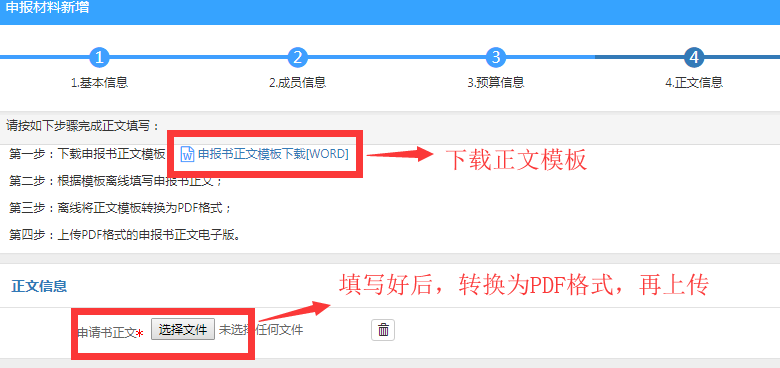 申报材料新增
1 2 3 4
1.基本信息 2.成员信息 3.预算信息 4.正文信息
请按如下步骤完成正文填写：
第一步：下载申报书正文模板 申报书正文模板下载[WORD]
下载正文模板
第二步：根据模板离线填写申报书正文；
第三步：离线将正文模板转换为PDF格式；
第四步：上传PDF格式的申报书正文电子版。
正文信息
填写好后，转换为PDF格式，再上传
申请书正文* 选择文件 未选择任何文件